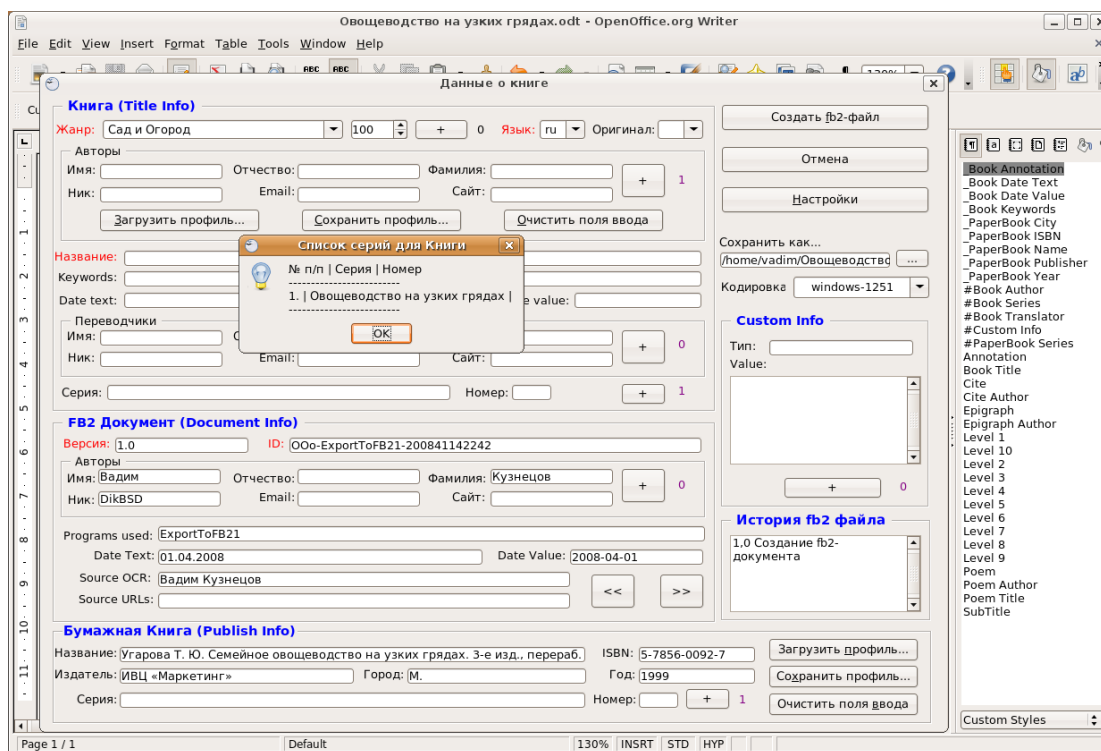 Овощеводство на узких грядах.odt - OpenOffice.org Writer
File Edit View Insert Format Table Tools Window Help
Данные о книге
Книга (Title Info)
Жанр: Сад и Огород 100 + 0 Язык: ru Оригинал:
Создать fb2-файл
Авторы
Имя: Отчество: Фамилия: + 1
Ник: Email: Сайт:
Отмена
Загрузить профиль... Сохранить профиль... Очистить поля ввода
Настройки
Название:
Keywords:
Date text: e value:
Сохранить как...
/home/vadim/Овощеводство ...
Кодировка windows-1251
Список серий для Книги
№ п/п | Серия | Номер
-------------------------
1. | Овощеводство на узких грядах |
-------------------------
OK
Переводчики
Имя: + 0
Ник: Email: Сайт:
Серия: Номер: + 1
Custom Info
Тип:
Value:
+ 0
FB2 Документ (Document Info)
Версия: 1.0 ID: OOo-ExportToFB21-200841142242
Авторы
Имя: Вадим Отчество: Фамилия: Кузнецов + 0
Ник: DikBSD Email: Сайт:
Programs used: ExportToFB21
Date Text: 01.04.2008 Date Value: 2008-04-01
Source OCR: Вадим Кузнецов << >>
Source URLs:
История fb2 файла
1,0 Создание fb2-
документа
Бумажная Книга (Publish Info)
Название: Угарова Т. Ю. Семейное овощеводство на узких грядах. 3-е изд., перераб. ISBN: 5-7856-0092-7
Издатель: ИВЦ «Маркетинг» Город: М. Год: 1999
Серия: Номер: + 1
Загрузить профиль...
Сохранить профиль...
Очистить поля ввода
_Book Annotation
_Book Date Text
_Book Date Value
_Book Keywords
_PaperBook City
_PaperBook ISBN
_PaperBook Name
_PaperBook Publisher
_PaperBook Year
#Book Author
#Book Series
#Book Translator
#Custom Info
#PaperBook Series
Annotation
Book Title
Cite
Cite Author
Epigraph
Epigraph Author
Level 1
Level 10
Level 2
Level 3
Level 4
Level 5
Level 6
Level 7
Level 8
Level 9
Poem
Poem Author
Poem Title
SubTitle
Custom Styles
1
2
3
4
5
6
7
8
9
10
11
Page 1 / 1 Default 130% INSRT STD HYP